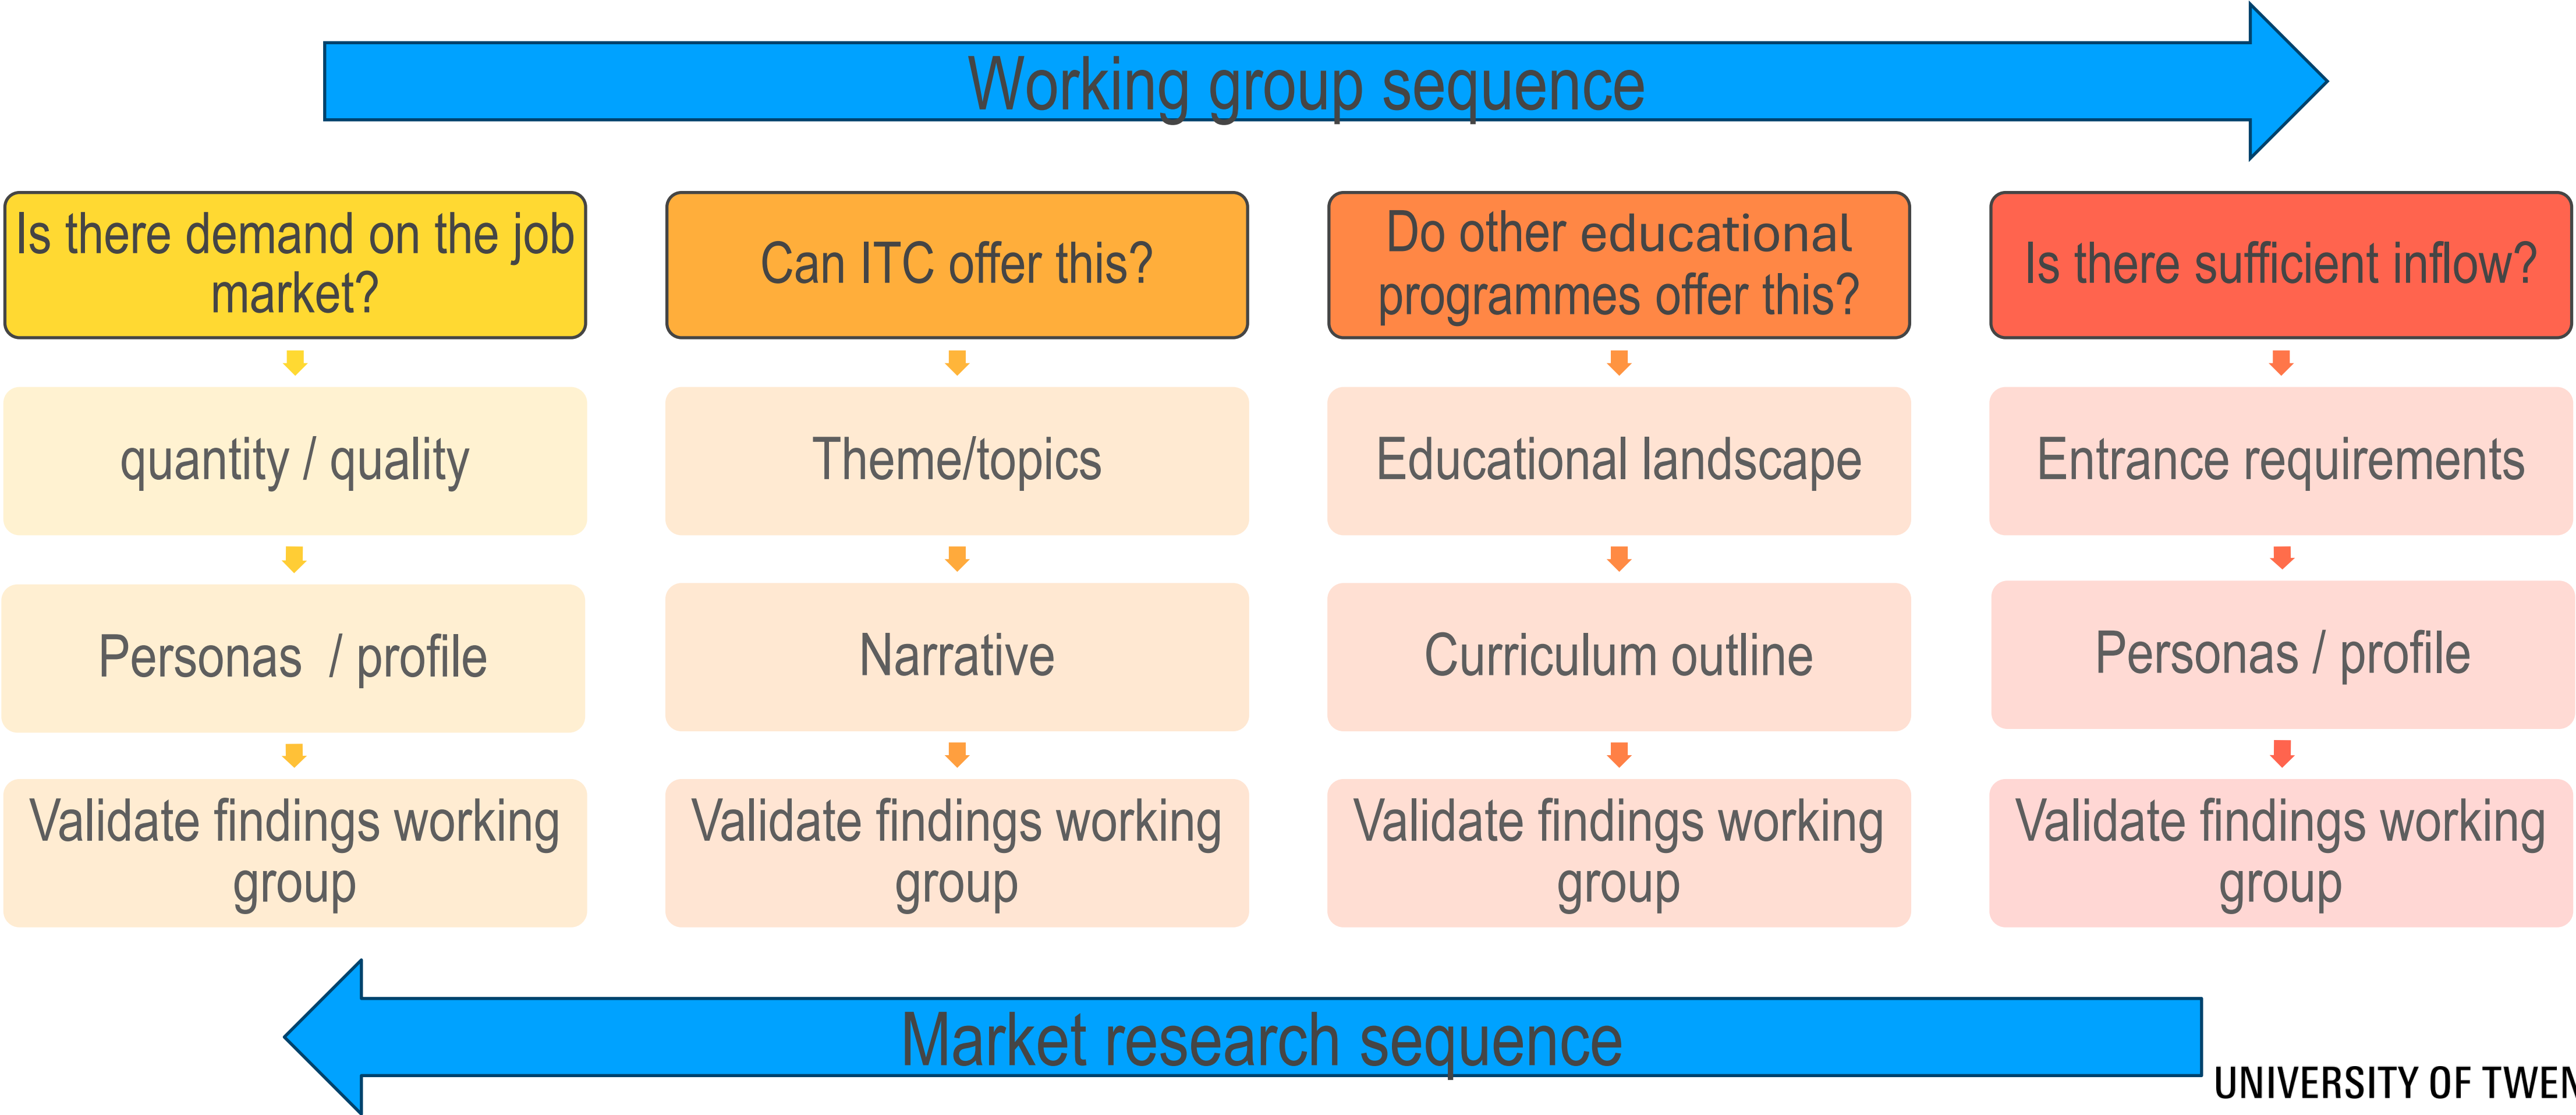 Working group sequence
Is there demand on the job
market?
quantity / quality
Personas / profile
Validate findings working
group
Can ITC offer this?
Theme/topics
Narrative
Validate findings working
group
Do other educational
programmes offer this?
Educational landscape
Curriculum outline
Validate findings working
group
Is there sufficient inflow?
Entrance requirements
Personas / profile
Validate findings working
group
Market research sequence
UNIVERSITY OF